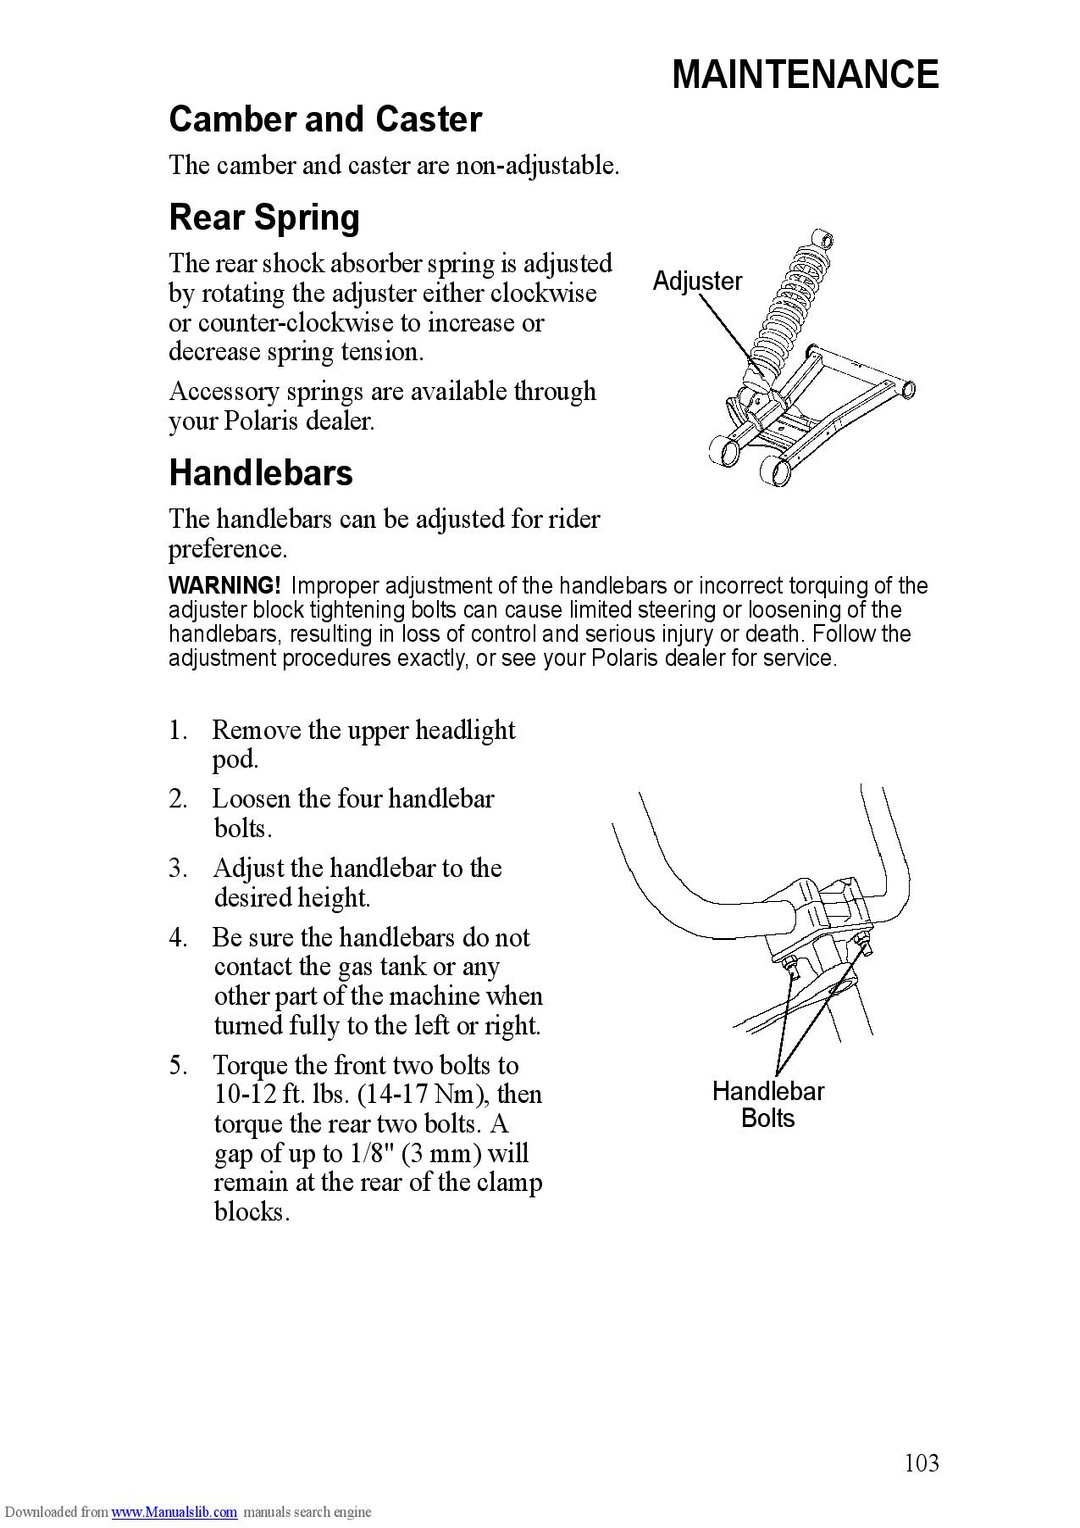 MAINTENANCE
Camber and Caster
The camber and caster are non-adjustable.
Rear Spring
The rear shock absorber spring is adjusted
by rotating the adjuster either clockwise
or counter-clockwise to increase or
decrease spring tension.
Accessory springs are available through
your Polaris dealer.
Adjuster
Handlebars
The handlebars can be adjusted for rider
preference.
WARNING! Improper adjustment of the handlebars or incorrect torquing of the
adjuster block tightening bolts can cause limited steering or loosening of the
handlebars, resulting in loss of control and serious injury or death. Follow the
adjustment procedures exactly, or see your Polaris dealer for service.
1. Remove the upper headlight
pod.
2. Loosen the four handlebar
bolts.
3. Adjust the handlebar to the
desired height.
4. Be sure the handlebars do not
contact the gas tank or any
other part of the machine when
turned fully to the left or right.
5. Torque the front two bolts to
10-12 ft. lbs. (14-17 Nm), then
torque the rear two bolts. A
gap of up to 1/8" (3 mm) will
remain at the rear of the clamp
blocks.
Handlebar
Bolts
103
Downloaded from www.Manualslib.com manuals search engine